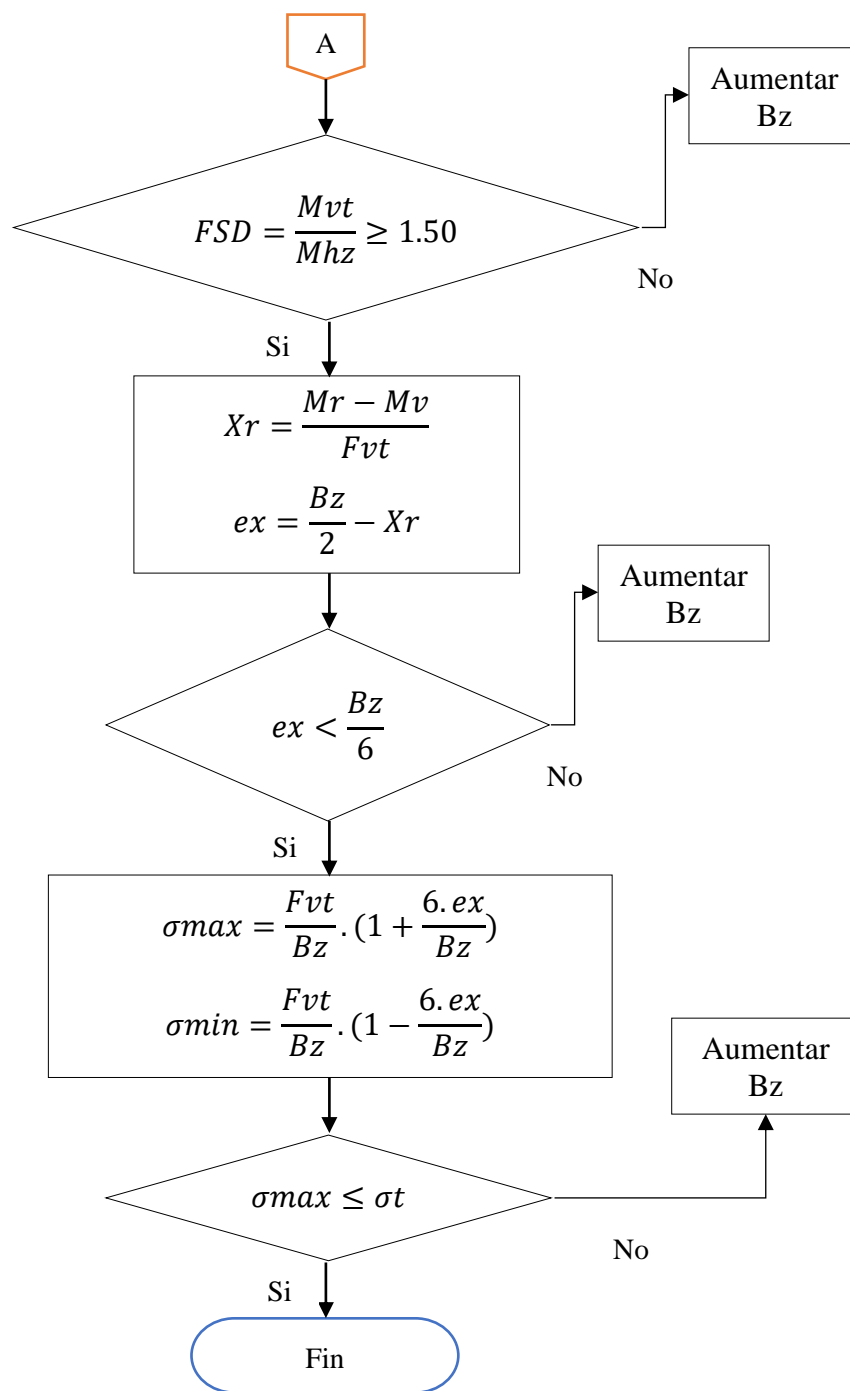 A
Aumentar
Bz
FSD = Mvt/Mhz ≥ 1.50
No
Si
Xr = (Mr − Mv)/Fvt
ex = Bz/2 − Xr
Aumentar
Bz
ex < Bz/6
No
Si
σmax = Fvt/Bz . (1 + 6.ex/Bz)
σmin = Fvt/Bz . (1 − 6.ex/Bz)
Aumentar
Bz
σmax ≤ σt
No
Si
Fin